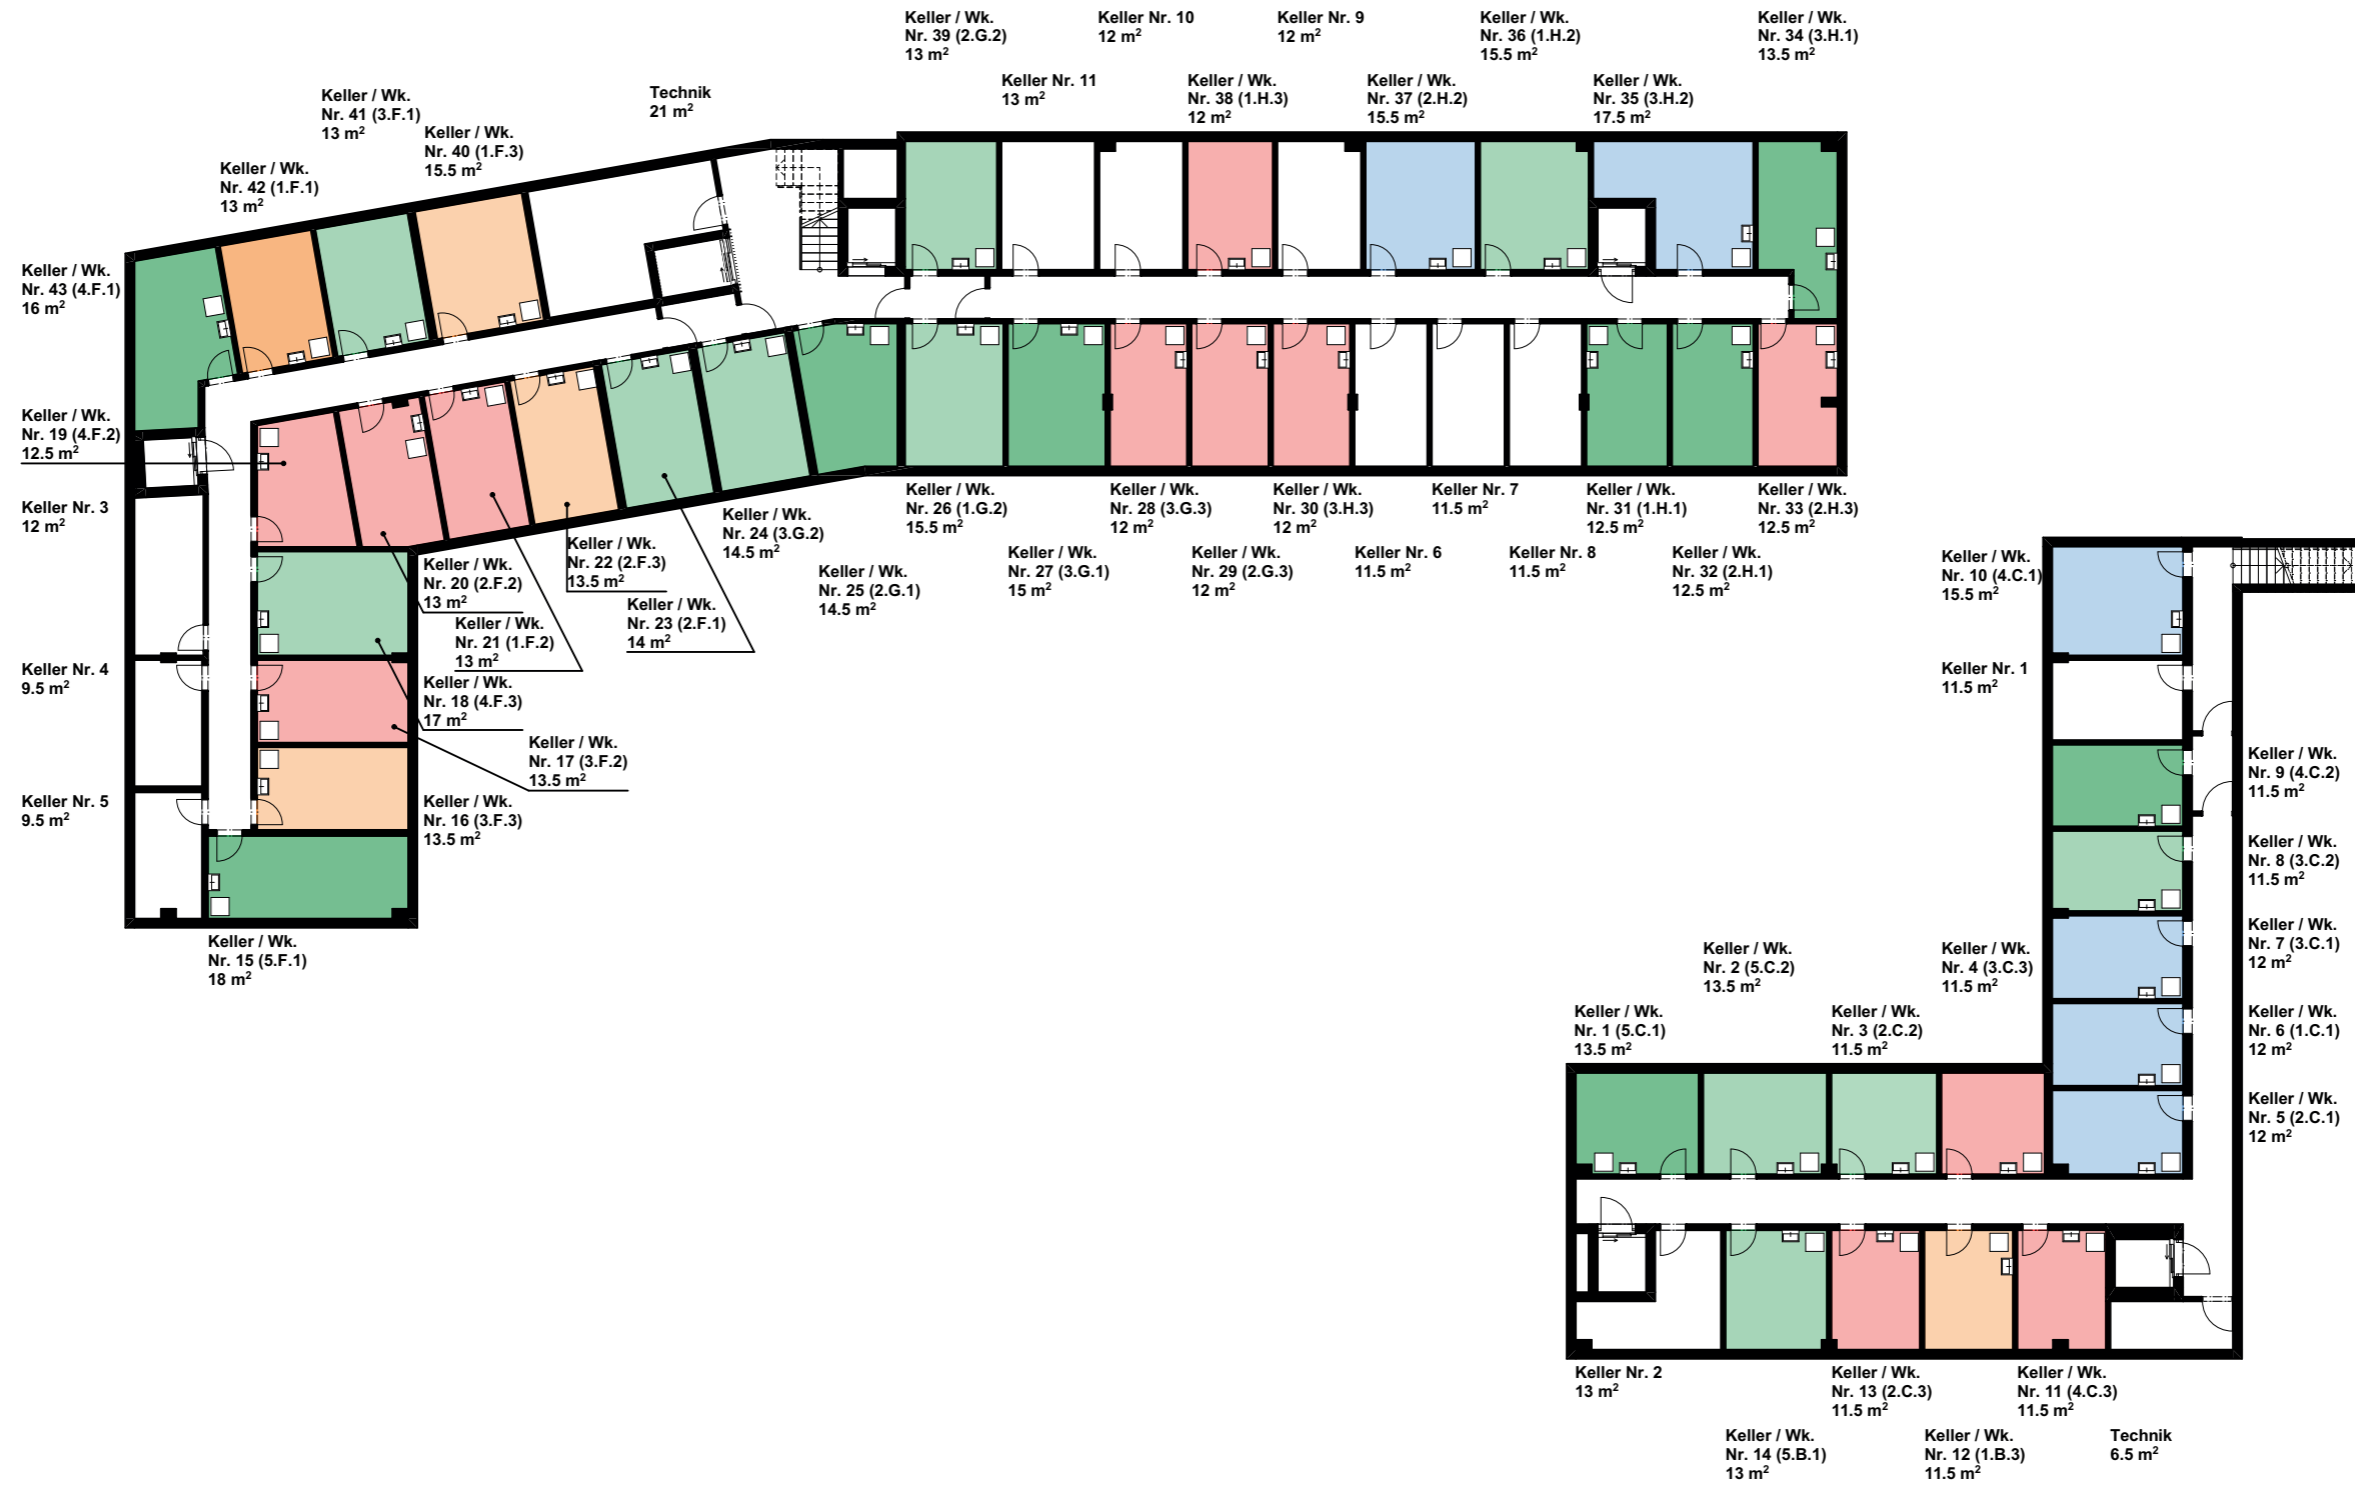 Keller / Wk.
Nr. 39 (2.G.2)
13 m²
Keller Nr. 10
12 m²
Keller Nr. 9
12 m²
Keller / Wk.
Nr. 36 (1.H.2)
15.5 m²
Keller / Wk.
Nr. 34 (3.H.1)
13.5 m²
Keller / Wk.
Nr. 41 (3.F.1)
13 m²
Technik
21 m²
Keller Nr. 11
13 m²
Keller / Wk.
Nr. 38 (1.H.3)
12 m²
Keller / Wk.
Nr. 37 (2.H.2)
15.5 m²
Keller / Wk.
Nr. 35 (3.H.2)
17.5 m²
Keller / Wk.
Nr. 40 (1.F.3)
15.5 m²
Keller / Wk.
Nr. 42 (1.F.1)
13 m²
Keller / Wk.
Nr. 43 (4.F.1)
16 m²
Keller / Wk.
Nr. 19 (4.F.2)
12.5 m²
Keller Nr. 3
12 m²
Keller / Wk.
Nr. 26 (1.G.2)
15.5 m²
Keller / Wk.
Nr. 28 (3.G.3)
12 m²
Keller / Wk.
Nr. 30 (3.H.3)
12 m²
Keller Nr. 7
11.5 m²
Keller / Wk.
Nr. 31 (1.H.1)
12.5 m²
Keller / Wk.
Nr. 33 (2.H.3)
12.5 m²
Keller / Wk.
Nr. 24 (3.G.2)
14.5 m²
Keller / Wk.
Nr. 22 (2.F.3)
13.5 m²
Keller / Wk.
Nr. 27 (3.G.1)
15 m²
Keller / Wk.
Nr. 29 (2.G.3)
12 m²
Keller Nr. 6
11.5 m²
Keller Nr. 8
11.5 m²
Keller / Wk.
Nr. 32 (2.H.1)
12.5 m²
Keller / Wk.
Nr. 10 (4.C.1)
15.5 m²
Keller / Wk.
Nr. 20 (2.F.2)
13 m²
Keller / Wk.
Nr. 25 (2.G.1)
14.5 m²
Keller / Wk.
Nr. 23 (2.F.1)
14 m²
Keller / Wk.
Nr. 21 (1.F.2)
13 m²
Keller Nr. 4
9.5 m²
Keller Nr. 1
11.5 m²
Keller / Wk.
Nr. 18 (4.F.3)
17 m²
Keller / Wk.
Nr. 17 (3.F.2)
13.5 m²
Keller / Wk.
Nr. 9 (4.C.2)
11.5 m²
Keller Nr. 5
9.5 m²
Keller / Wk.
Nr. 16 (3.F.3)
13.5 m²
Keller / Wk.
Nr. 8 (3.C.2)
11.5 m²
Keller / Wk.
Nr. 15 (5.F.1)
18 m²
Keller / Wk.
Nr. 7 (3.C.1)
12 m²
Keller / Wk.
Nr. 2 (5.C.2)
13.5 m²
Keller / Wk.
Nr. 4 (3.C.3)
11.5 m²
Keller / Wk.
Nr. 1 (5.C.1)
13.5 m²
Keller / Wk.
Nr. 3 (2.C.2)
11.5 m²
Keller / Wk.
Nr. 6 (1.C.1)
12 m²
Keller / Wk.
Nr. 5 (2.C.1)
12 m²
Keller Nr. 2
13 m²
Keller / Wk.
Nr. 13 (2.C.3)
11.5 m²
Keller / Wk.
Nr. 11 (4.C.3)
11.5 m²
Keller / Wk.
Nr. 14 (5.B.1)
13 m²
Keller / Wk.
Nr. 12 (1.B.3)
11.5 m²
Technik
6.5 m²